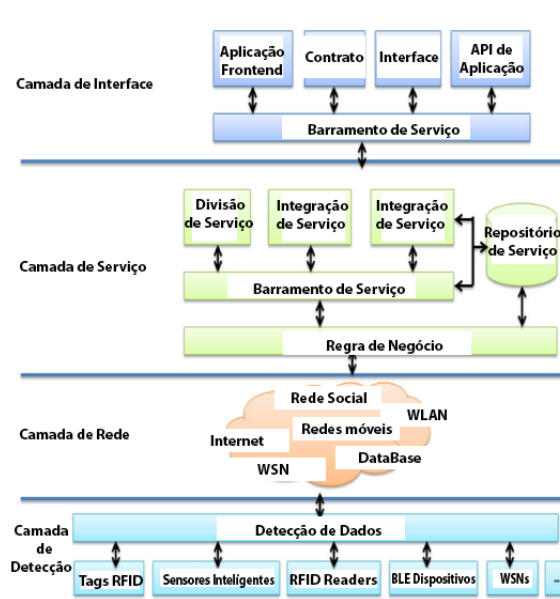 Aplicação
Frontend
Contrato
Interface
API de
Aplicação
Camada de Interface
Barramento de Serviço
Divisão
de Serviço
Integração
de Serviço
Integração
de Serviço
Repositório
de Serviço
Camada de Serviço
Barramento de Serviço
Regra de Negócio
Rede Social
WLAN
Redes móveis
Camada de Rede
Internet
DataBase
WSN
Detecção de Dados
Camada
de
Detecção
Tags RFID
Sensores Inteligentes
RFID Readers
BLE Dispositivos
WSNs
...